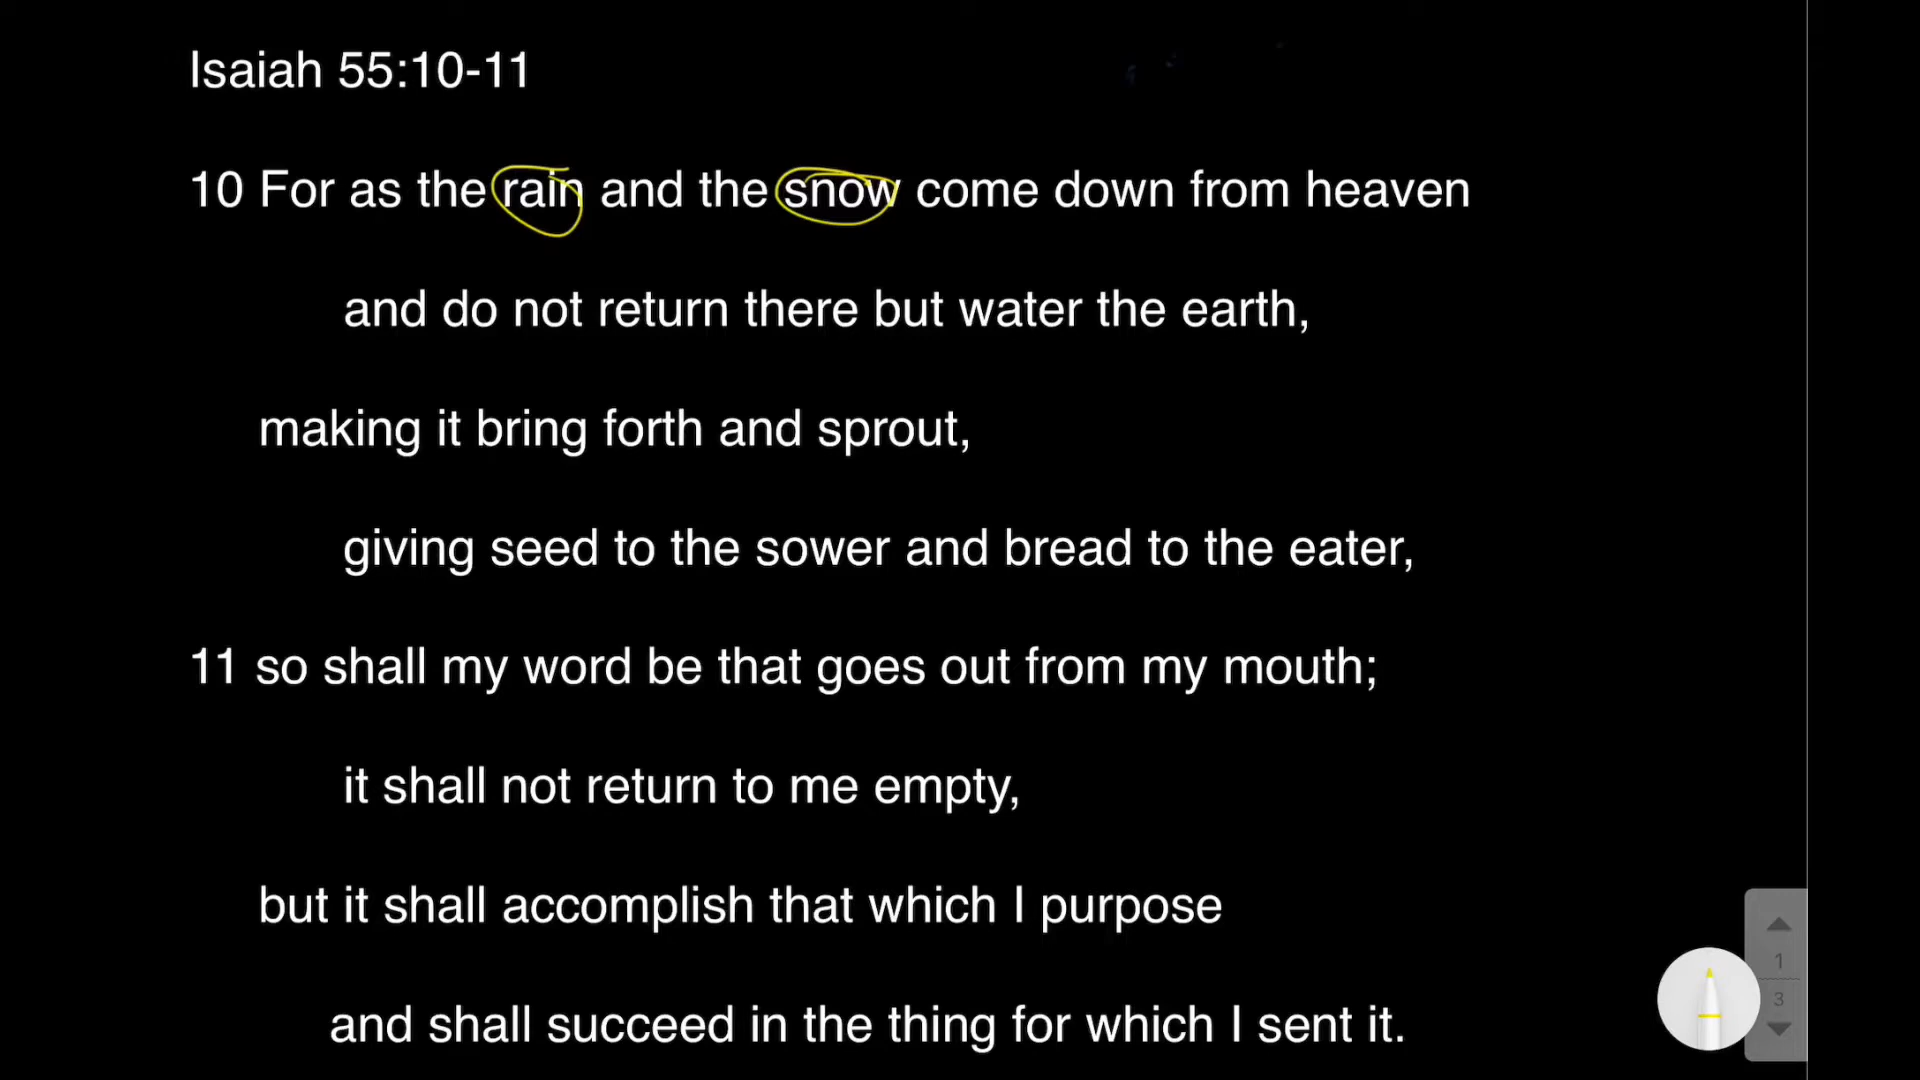 Isaiah 55:10-11
10 For as the rain and the snow come down from heaven
and do not return there but water the earth,
making it bring forth and sprout,
giving seed to the sower and bread to the eater,
11 so shall my word be that goes out from my mouth;
it shall not return to me empty,
but it shall accomplish that which I purpose
and shall succeed in the thing for which I sent it.
1
3